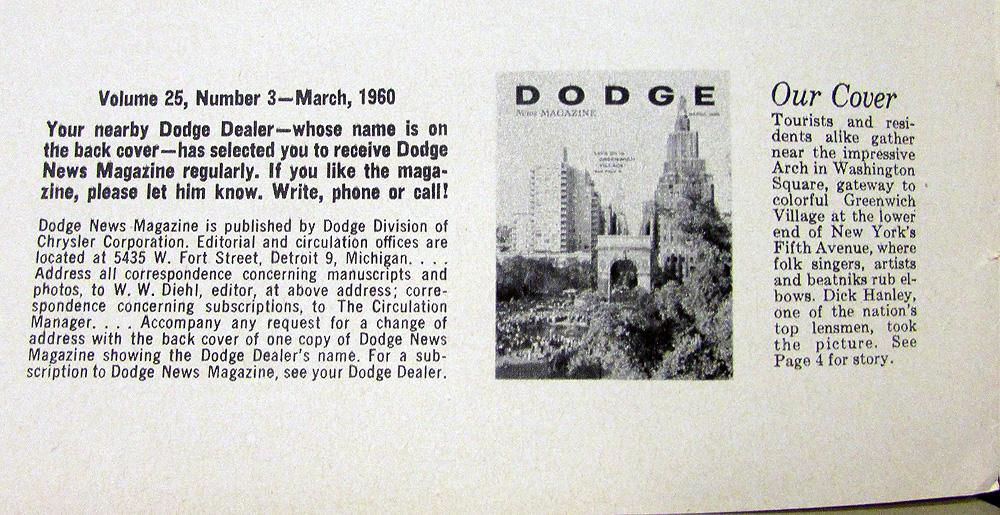 Volume 25, Number 3—March, 1960
Your nearby Dodge Dealer—whose name is on
the back cover—has selected you to receive Dodge
News Magazine regularly. If you like the maga-
zine, please let him know. Write, phone or call!
Dodge News Magazine is published by Dodge Division of
Chrysler Corporation. Editorial and circulation offices are
located at 5435 W. Fort Street, Detroit 9, Michigan. . . .
Address all correspondence concerning manuscripts and
photos, to W. W. Diehl, editor, at above address; corre-
spondence concerning subscriptions, to The Circulation
Manager. . . . Accompany any request for a change of
address with the back cover of one copy of Dodge News
Magazine showing the Dodge Dealer's name. For a sub-
scription to Dodge News Magazine, see your Dodge Dealer.
DODGE
News MAGAZINE
GREENWICH
VILLAGE
Our Cover
Tourists and resi-
dents alike gather
near the impressive
Arch in Washington
Square, gateway to
colorful Greenwich
Village at the lower
end of New York's
Fifth Avenue, where
folk singers, artists
and beatniks rub el-
bows. Dick Hanley,
one of the nation's
top lensmen, took
the picture. See
Page 4 for story.